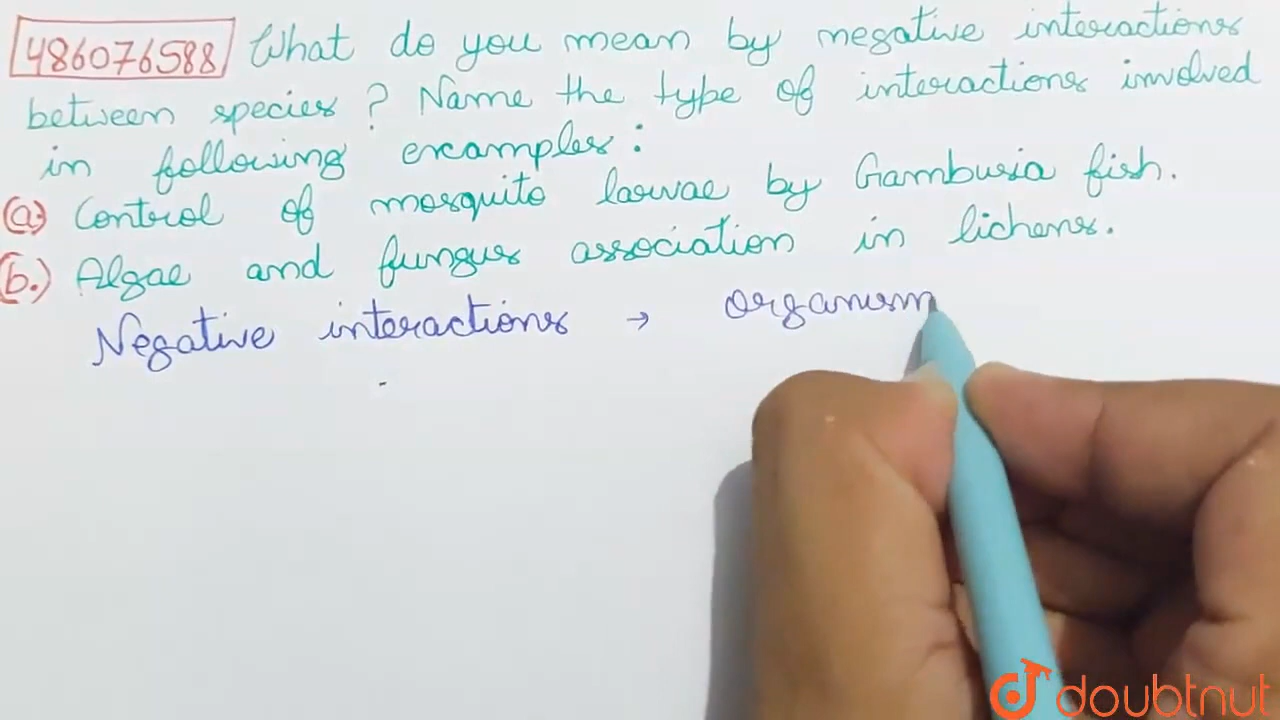 486076588 What do you mean by negative interactions
between species ? Name the type of interactions involved
in following examples :
(a.) Control of mosquito larvae by Gambusia fish.
(b.) Algae and fungus association in lichens.
Negative interactions → organism
doubtnut